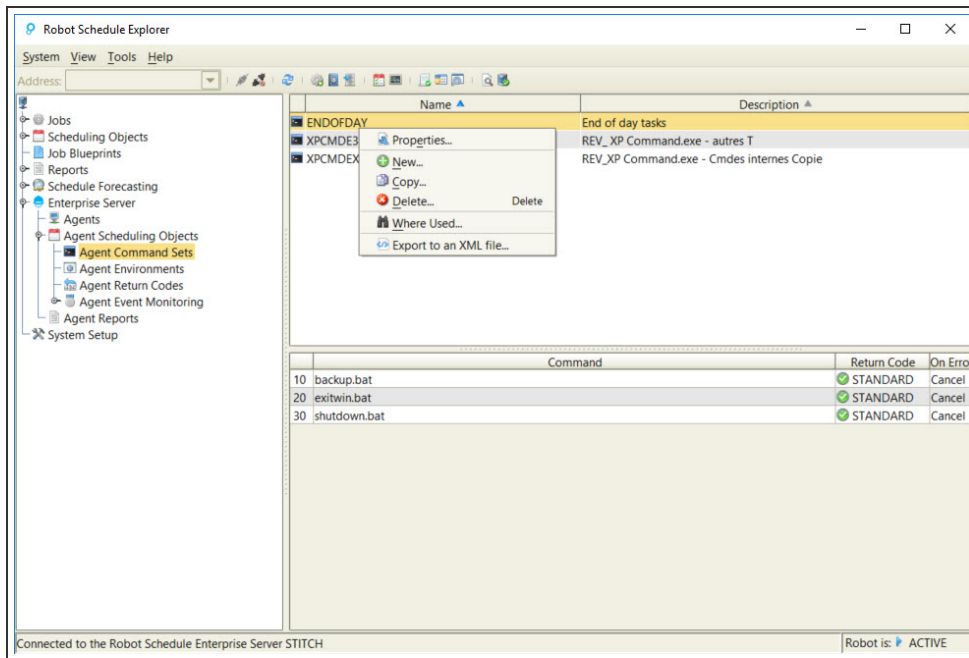 Robot Schedule Explorer
System View Tools Help
Address:
Jobs
Scheduling Objects
Job Blueprints
Reports
Schedule Forecasting
Enterprise Server
Agents
Agent Scheduling Objects
Agent Command Sets
Agent Environments
Agent Return Codes
Agent Event Monitoring
Agent Reports
System Setup
Name Description
ENDOFDAY End of day tasks
XPCMDE3 REV_ XP Command.exe - autres T
XPCMDEX REV_XP Command.exe - Cmdes internes Copie
Properties...
New...
Copy...
Delete... Delete
Where Used...
Export to an XML file...
Command Return Code On Erro
10 backup.bat STANDARD Cancel
20 exitwin.bat STANDARD Cancel
30 shutdown.bat STANDARD Cancel
Connected to the Robot Schedule Enterprise Server STITCH Robot is: ACTIVE